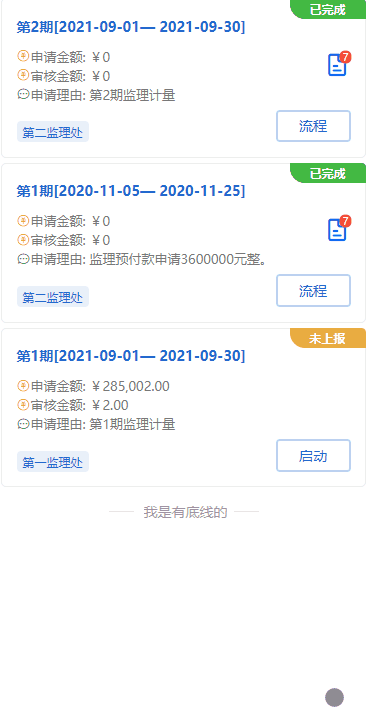 已完成
第2期[2021-09-01— 2021-09-30]
申请金额: ￥0
7
审核金额: ￥0
申请理由: 第2期监理计量
流程
第二监理处
已完成
第1期[2020-11-05— 2020-11-25]
申请金额: ￥0
7
审核金额: ￥0
申请理由: 监理预付款申请3600000元整。
流程
第二监理处
未上报
第1期[2021-09-01— 2021-09-30]
申请金额: ￥285,002.00
审核金额: ￥2.00
申请理由: 第1期监理计量
启动
第一监理处
我是有底线的